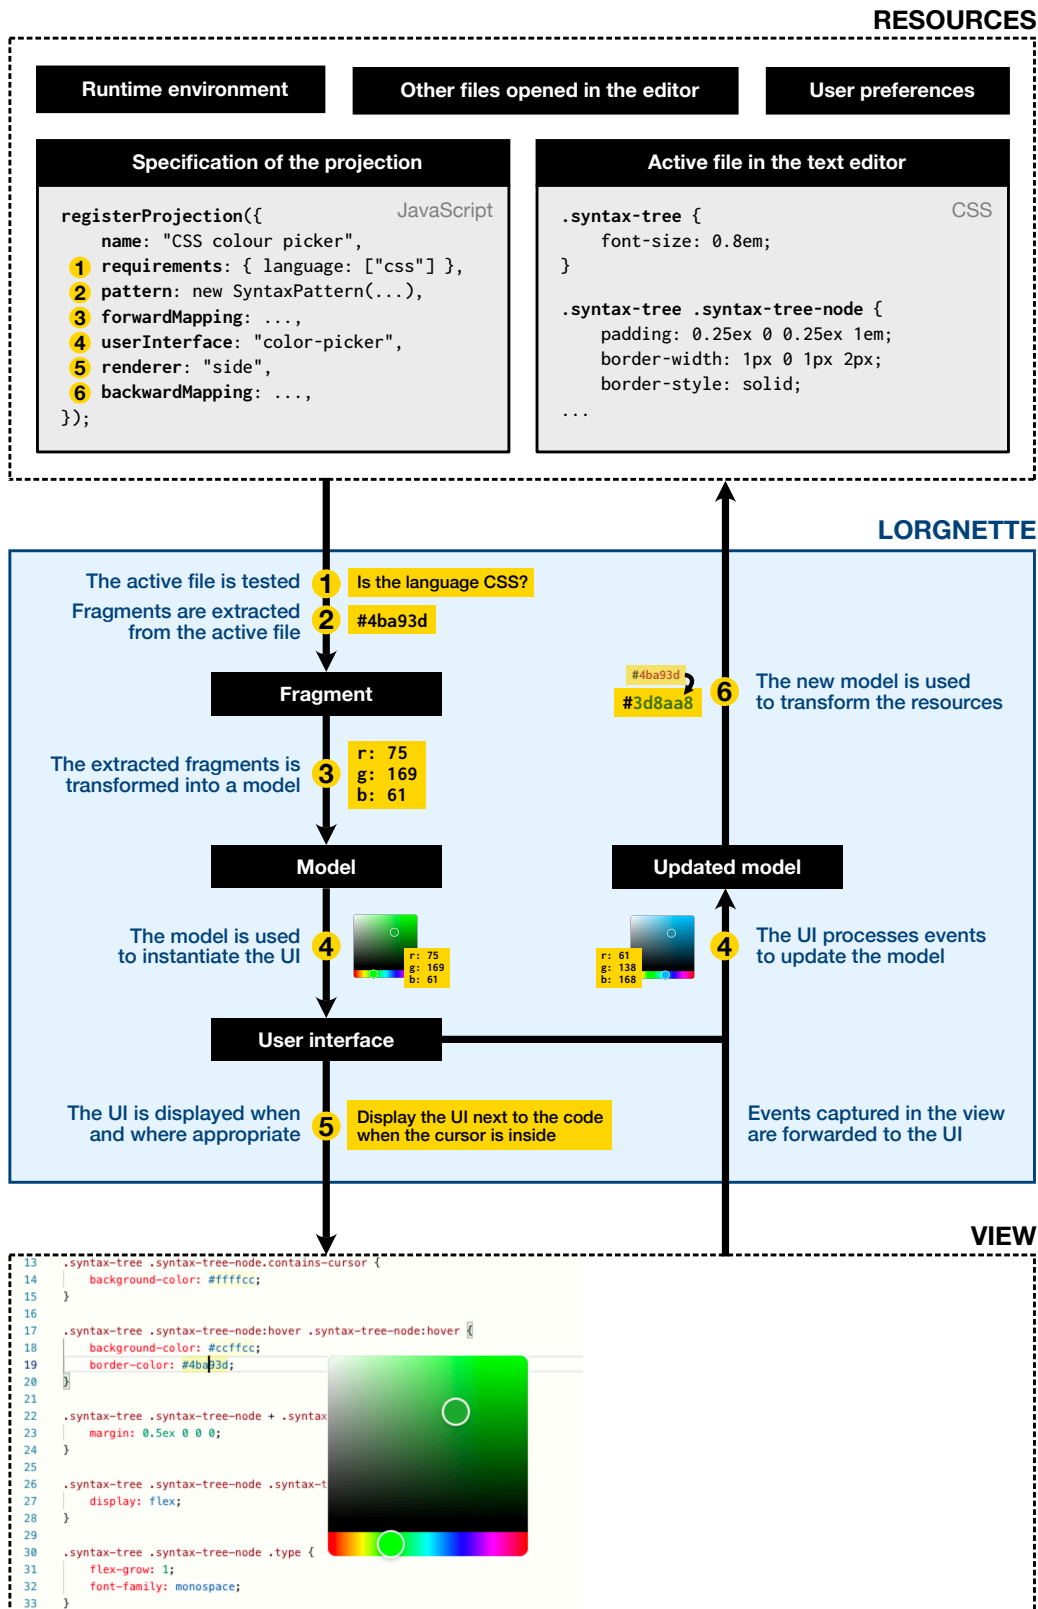 RESOURCES
Runtime environment
Other files opened in the editor
User preferences
Specification of the projection
JavaScript
registerProjection({
name: "CSS colour picker",
1 requirements: { language: ["css"] },
2 pattern: new SyntaxPattern(...),
3 forwardMapping: ...,
4 userInterface: "color-picker",
5 renderer: "side",
6 backwardMapping: ...,
});
Active file in the text editor
CSS
.syntax-tree {
font-size: 0.8em;
}
.syntax-tree .syntax-tree-node {
padding: 0.25ex 0 0.25ex 1em;
border-width: 1px 0 1px 2px;
border-style: solid;
...
LORGNETTE
The active file is tested
1
Is the language CSS?
Fragments are extracted
from the active file
2
#4ba93d
Fragment
The extracted fragments is
transformed into a model
3
r: 75
g: 169
b: 61
Model
The model is used
to instantiate the UI
4
r: 75
g: 169
b: 61
User interface
The UI is displayed when
and where appropriate
5
Display the UI next to the code
when the cursor is inside
#4ba93d
#3d8aa8
6
The new model is used
to transform the resources
Updated model
r: 61
g: 138
b: 168
4
The UI processes events
to update the model
Events captured in the view
are forwarded to the UI
VIEW
13 .syntax-tree .syntax-tree-node.contains-cursor {
14 background-color: #ffffcc;
15 }
16
17 .syntax-tree .syntax-tree-node:hover .syntax-tree-node:hover {
18 background-color: #ccffcc;
19 border-color: #4ba93d;
20 }
21
22 .syntax-tree .syntax-tree-node + .syntax
23 margin: 0.5ex 0 0 0;
24 }
25
26 .syntax-tree .syntax-tree-node .syntax-t
27 display: flex;
28 }
29
30 .syntax-tree .syntax-tree-node .type {
31 flex-grow: 1;
32 font-family: monospace;
33 }